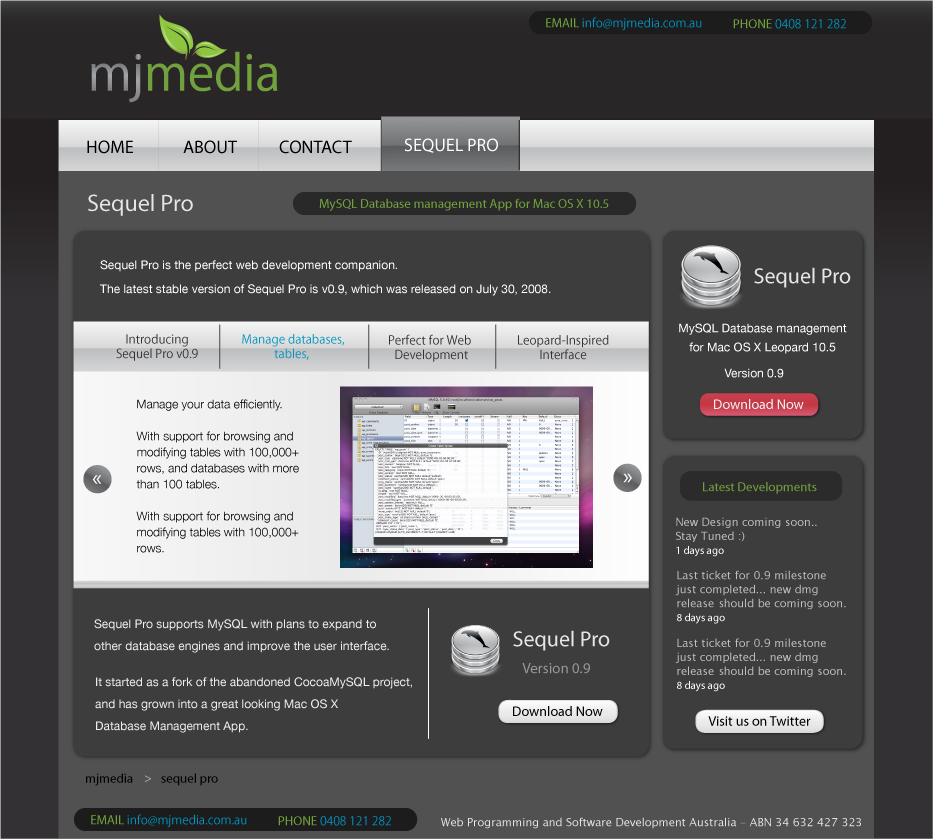 EMAIL info@mjmedia.com.au PHONE 0408 121 282
mjmedia
HOME ABOUT CONTACT SEQUEL PRO
Sequel Pro
MySQL Database management App for Mac OS X 10.5
Sequel Pro is the perfect web development companion.
The latest stable version of Sequel Pro is v0.9, which was released on July 30, 2008.
Introducing
Sequel Pro v0.9
Manage databases,
tables,
Perfect for Web
Development
Leopard-Inspired
Interface
Manage your data efficiently.
With support for browsing and
modifying tables with 100,000+
rows, and databases with more
than 100 tables.
With support for browsing and
modifying tables with 100,000+
rows.
«
»
Sequel Pro supports MySQL with plans to expand to
other database engines and improve the user interface.
It started as a fork of the abandoned CocoaMySQL project,
and has grown into a great looking Mac OS X
Database Management App.
Sequel Pro
Version 0.9
Download Now
Sequel Pro
MySQL Database management
for Mac OS X Leopard 10.5
Version 0.9
Download Now
Latest Developments
New Design coming soon..
Stay Tuned :)
1 days ago
Last ticket for 0.9 milestone
just completed... new dmg
release should be coming soon.
8 days ago
Last ticket for 0.9 milestone
just completed... new dmg
release should be coming soon.
8 days ago
Visit us on Twitter
mjmedia > sequel pro
EMAIL info@mjmedia.com.au PHONE 0408 121 282
Web Programming and Software Development Australia – ABN 34 632 427 323